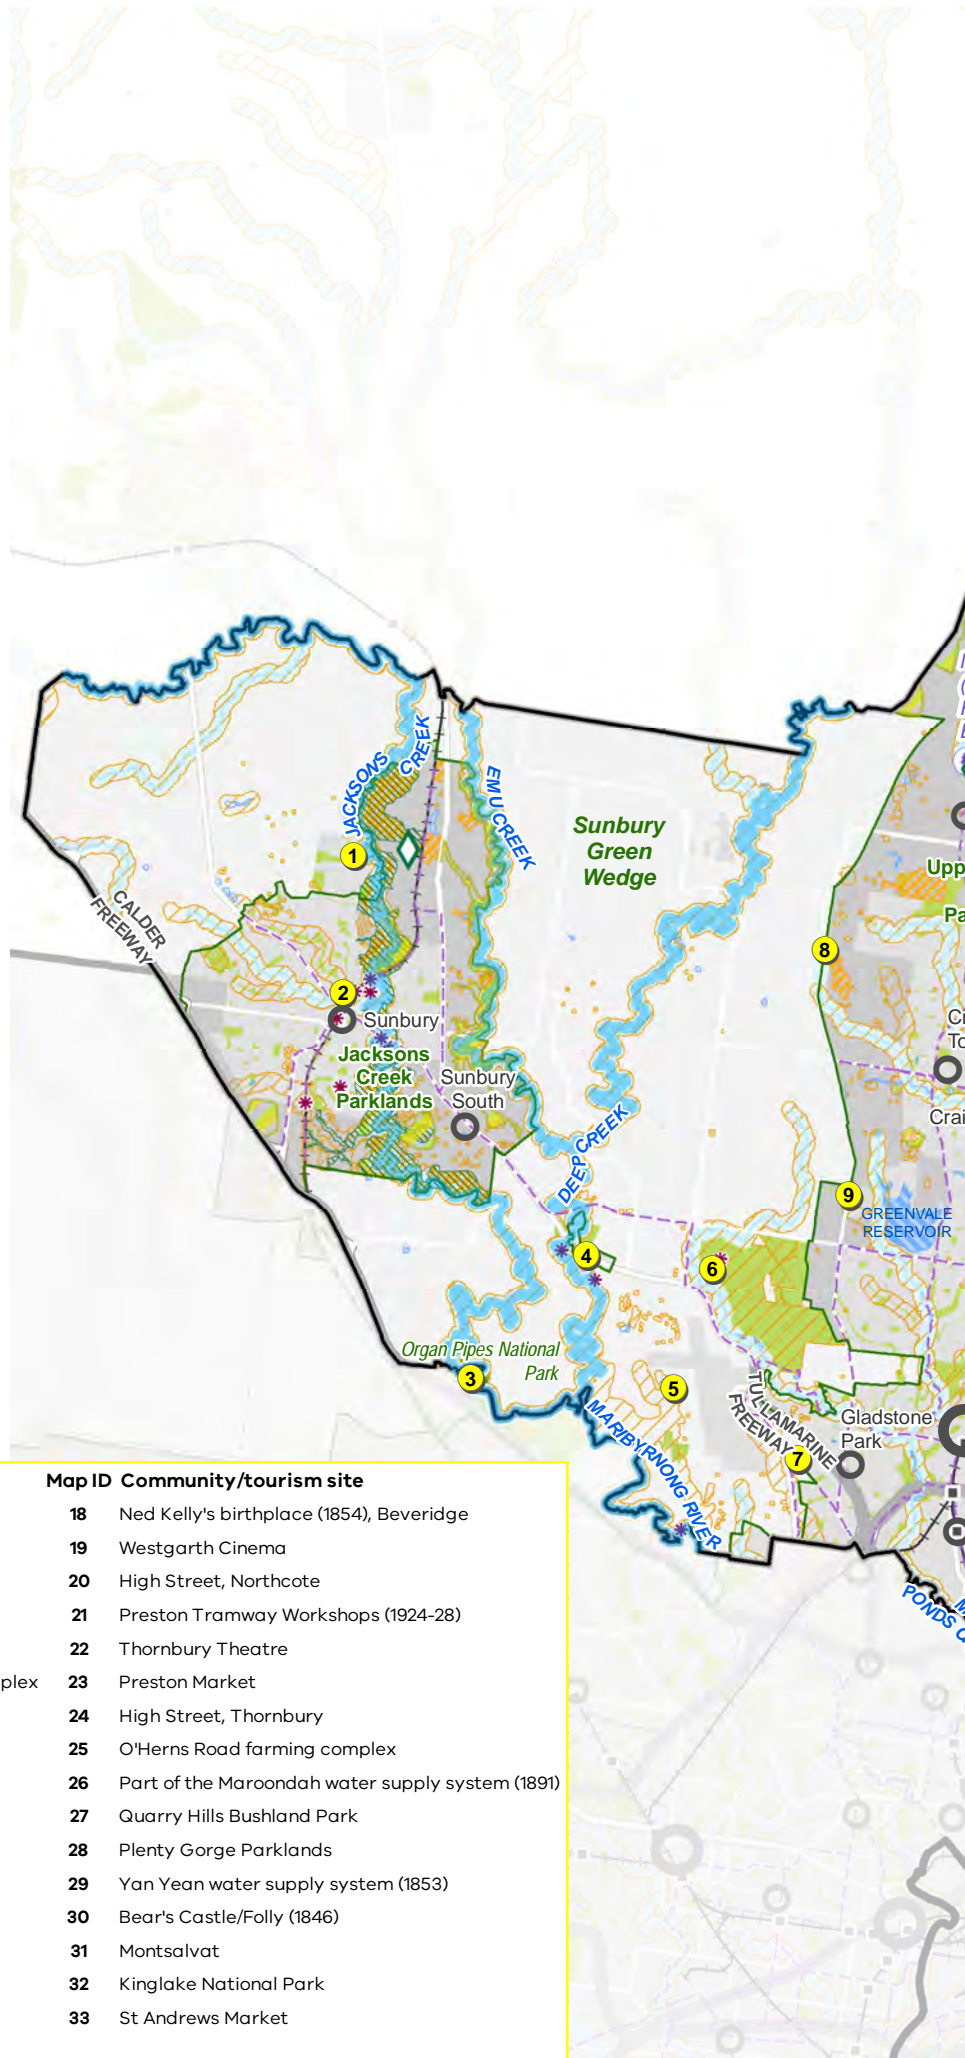 JACKSONS
CREEK
EMU CREEK
Sunbury
Green
Wedge
1
Upp
Pa
CALDER
FREEWAY
8
2
Sunbury
Jacksons
Creek
Parklands
Sunbury
South
Crai
DEEP CREEK
9
GREENVALE
RESERVOIR
4
6
Organ Pipes National
Park
3
5
TULLAMARINE
FREEWAY
Gladstone
Park
7
MARIBYRNONG RIVER
PONDS
Map ID Community/tourism site
18 Ned Kelly's birthplace (1854), Beveridge
19 Westgarth Cinema
20 High Street, Northcote
21 Preston Tramway Workshops (1924-28)
22 Thornbury Theatre
plex 23 Preston Market
24 High Street, Thornbury
25 O'Herns Road farming complex
26 Part of the Maroondah water supply system (1891)
27 Quarry Hills Bushland Park
28 Plenty Gorge Parklands
29 Yan Yean water supply system (1853)
30 Bear's Castle/Folly (1846)
31 Montsalvat
32 Kinglake National Park
33 St Andrews Market